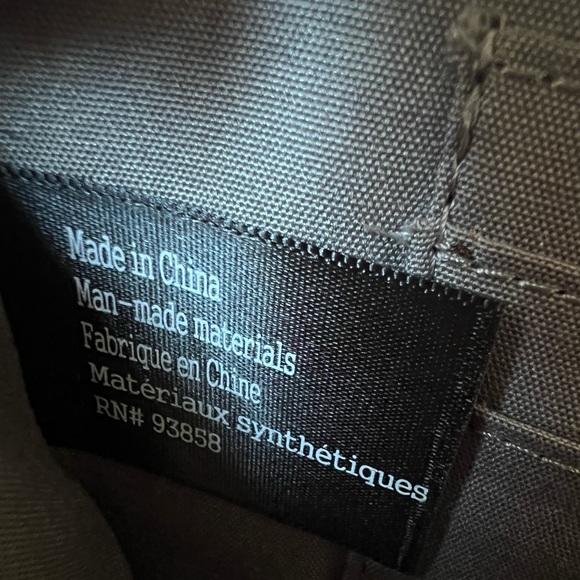 Made in China
Man-made materials
Fabrique en Chine
Matériaux synthétiques
RN# 93858